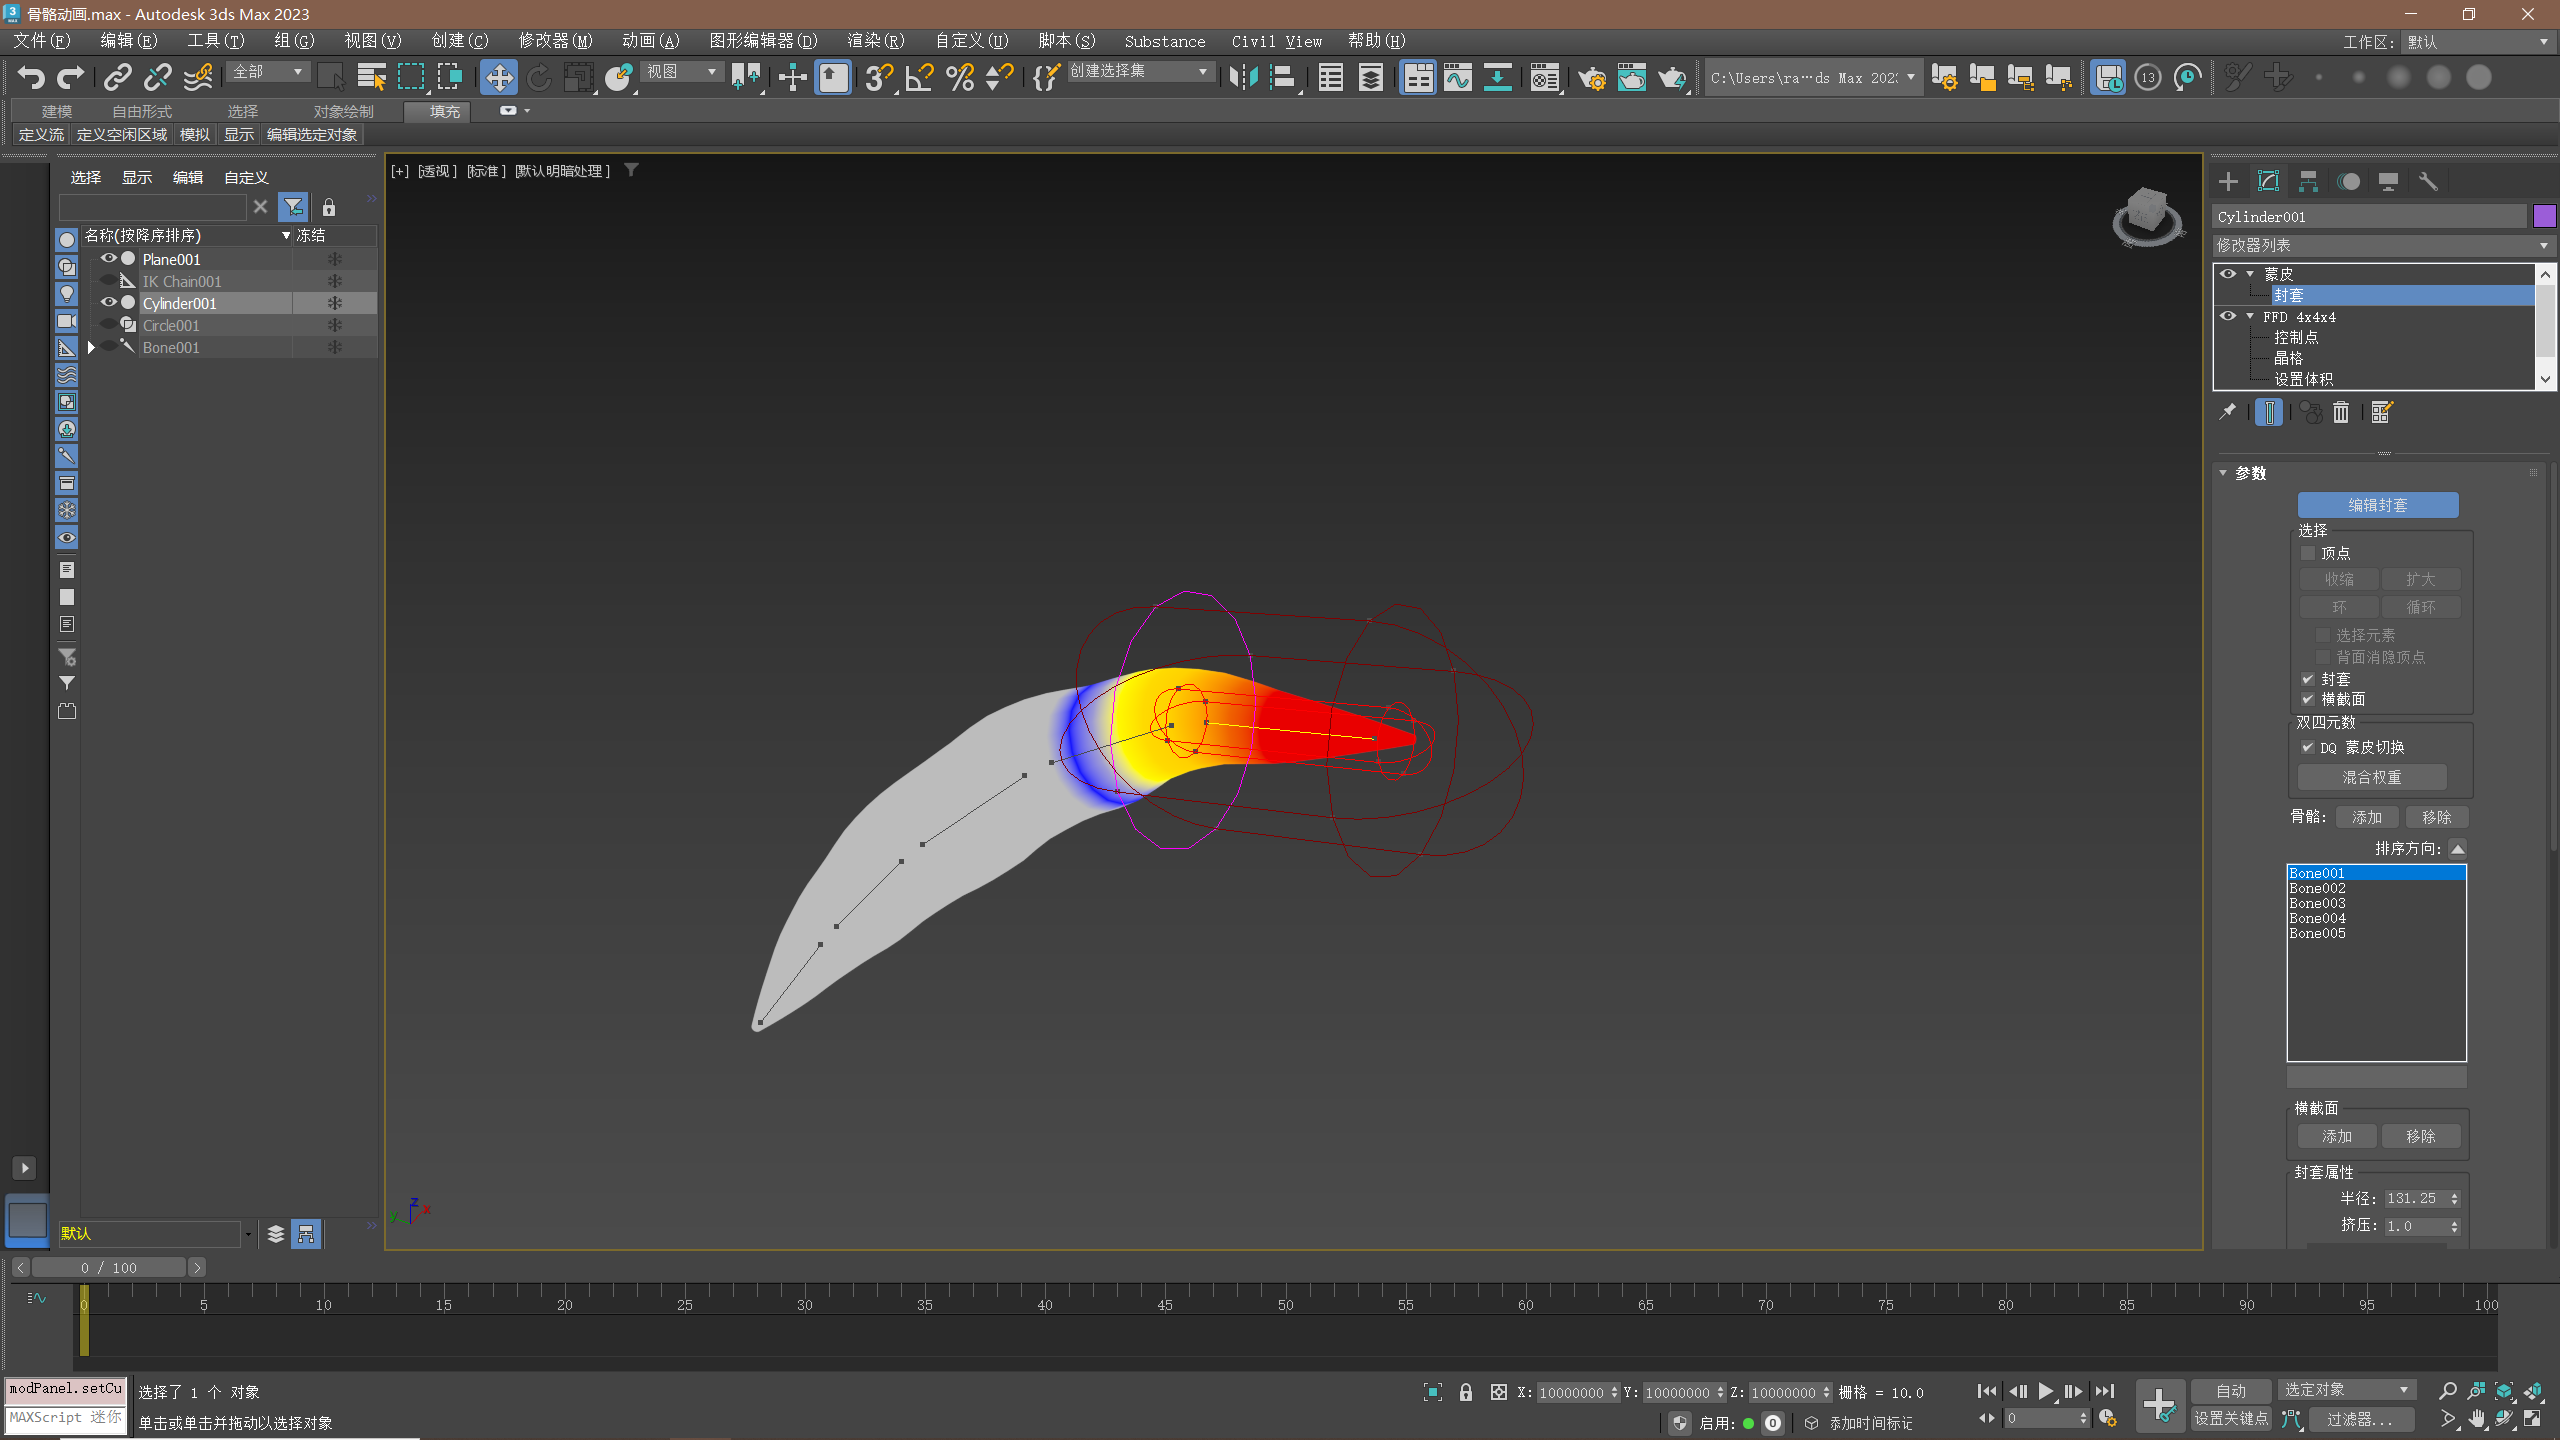 骨骼动画.max - Autodesk 3ds Max 2023
文件(F) 编辑(E) 工具(T) 组(G) 视图(V) 创建(C) 修改器(M) 动画(A) 图形编辑器(D) 渲染(R) 自定义(U) 脚本(S) Substance Civil View 帮助(H)
工作区: 默认
全部 视图 创建选择集 C:\Users\ra…ds Max 202
13
建模 自由形式 选择 对象绘制 填充
定义流 定义空闲区域 模拟 显示 编辑选定对象
选择 显示 编辑 自定义
名称(按降序排序) 冻结
Plane001
IK Chain001
Cylinder001
Circle001
Bone001
默认
[+] [透视] [标准] [默认明暗处理]
z
y
x
Cylinder001
修改器列表
蒙皮
封套
FFD 4x4x4
控制点
晶格
设置体积
参数
编辑封套
选择
顶点
收缩 扩大
环 循环
选择元素
背面消隐顶点
封套
横截面
双四元数
DQ 蒙皮切换
混合权重
骨骼: 添加 移除
排序方向:
Bone001
Bone002
Bone003
Bone004
Bone005
横截面
添加 移除
封套属性
半径: 131.25
挤压: 1.0
0 / 100
0 5 10 15 20 25 30 35 40 45 50 55 60 65 70 75 80 85 90 95 100
modPanel.setCu
MAXScript 迷你
选择了 1 个 对象
单击或单击并拖动以选择对象
X: 10000000 Y: 10000000 Z: 10000000 栅格 = 10.0
启用: 0 添加时间标记
0
自动 选定对象
设置关键点 过滤器...